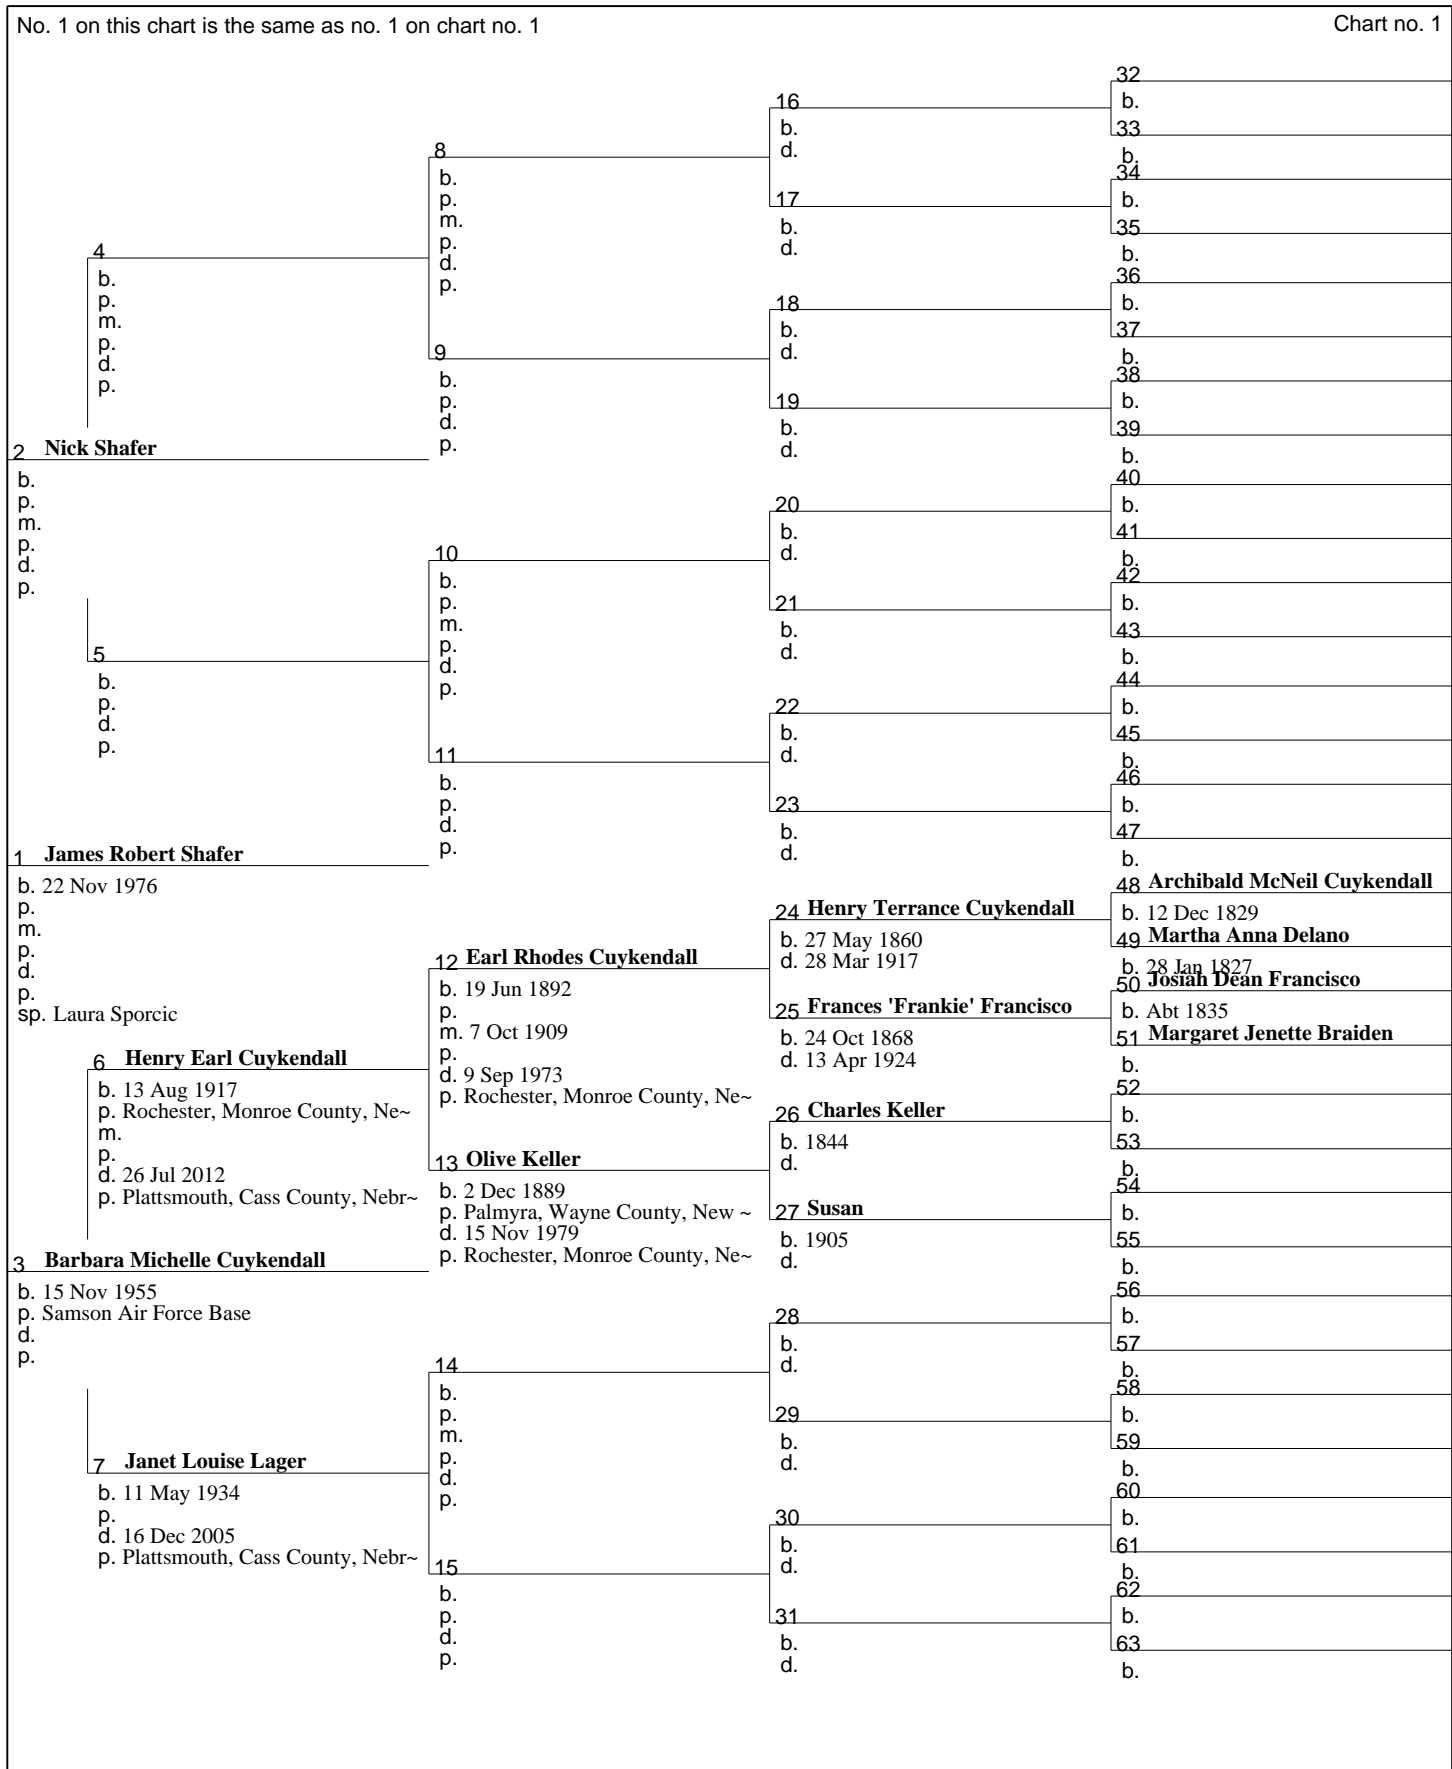 No. 1 on this chart is the same as no. 1 on chart no. 1
Chart no. 1
2 Nick Shafer
b.
p.
m.
p.
d.
p.
1 James Robert Shafer
b. 22 Nov 1976
p.
m.
p.
d.
p.
sp. Laura Sporcic
3 Barbara Michelle Cuykendall
b. 15 Nov 1955
p. Samson Air Force Base
d.
p.
4
b.
p.
m.
p.
d.
p.
5
b.
p.
d.
p.
6 Henry Earl Cuykendall
b. 13 Aug 1917
p. Rochester, Monroe County, Ne~
m.
p.
d. 26 Jul 2012
p. Plattsmouth, Cass County, Nebr~
7 Janet Louise Lager
b. 11 May 1934
p.
d. 16 Dec 2005
p. Plattsmouth, Cass County, Nebr~
8
b.
p.
m.
p.
d.
p.
9
b.
p.
d.
p.
10
b.
p.
m.
p.
d.
p.
11
b.
p.
d.
p.
12 Earl Rhodes Cuykendall
b. 19 Jun 1892
p.
m. 7 Oct 1909
p.
d. 9 Sep 1973
p. Rochester, Monroe County, Ne~
13 Olive Keller
b. 2 Dec 1889
p. Palmyra, Wayne County, New ~
d. 15 Nov 1979
p. Rochester, Monroe County, Ne~
14
b.
p.
m.
p.
d.
p.
15
b.
p.
d.
p.
16
b.
d.
17
b.
d.
18
b.
d.
19
b.
d.
20
b.
d.
21
b.
d.
22
b.
d.
23
b.
d.
24 Henry Terrance Cuykendall
b. 27 May 1860
d. 28 Mar 1917
25 Frances 'Frankie' Francisco
b. 24 Oct 1868
d. 13 Apr 1924
26 Charles Keller
b. 1844
d.
27 Susan
b. 1905
d.
28
b.
d.
29
b.
d.
30
b.
d.
31
b.
d.
32
b.
33
b.
34
b.
35
b.
36
b.
37
b.
38
b.
39
b.
40
b.
41
b.
42
b.
43
b.
44
b.
45
b.
46
b.
47
b.
48 Archibald McNeil Cuykendall
b. 12 Dec 1829
49 Martha Anna Delano
b. 28 Jan 1827
50 Josiah Dean Francisco
b. Abt 1835
51 Margaret Jenette Braiden
b.
52
b.
53
b.
54
b.
55
b.
56
b.
57
b.
58
b.
59
b.
60
b.
61
b.
62
b.
63
b.